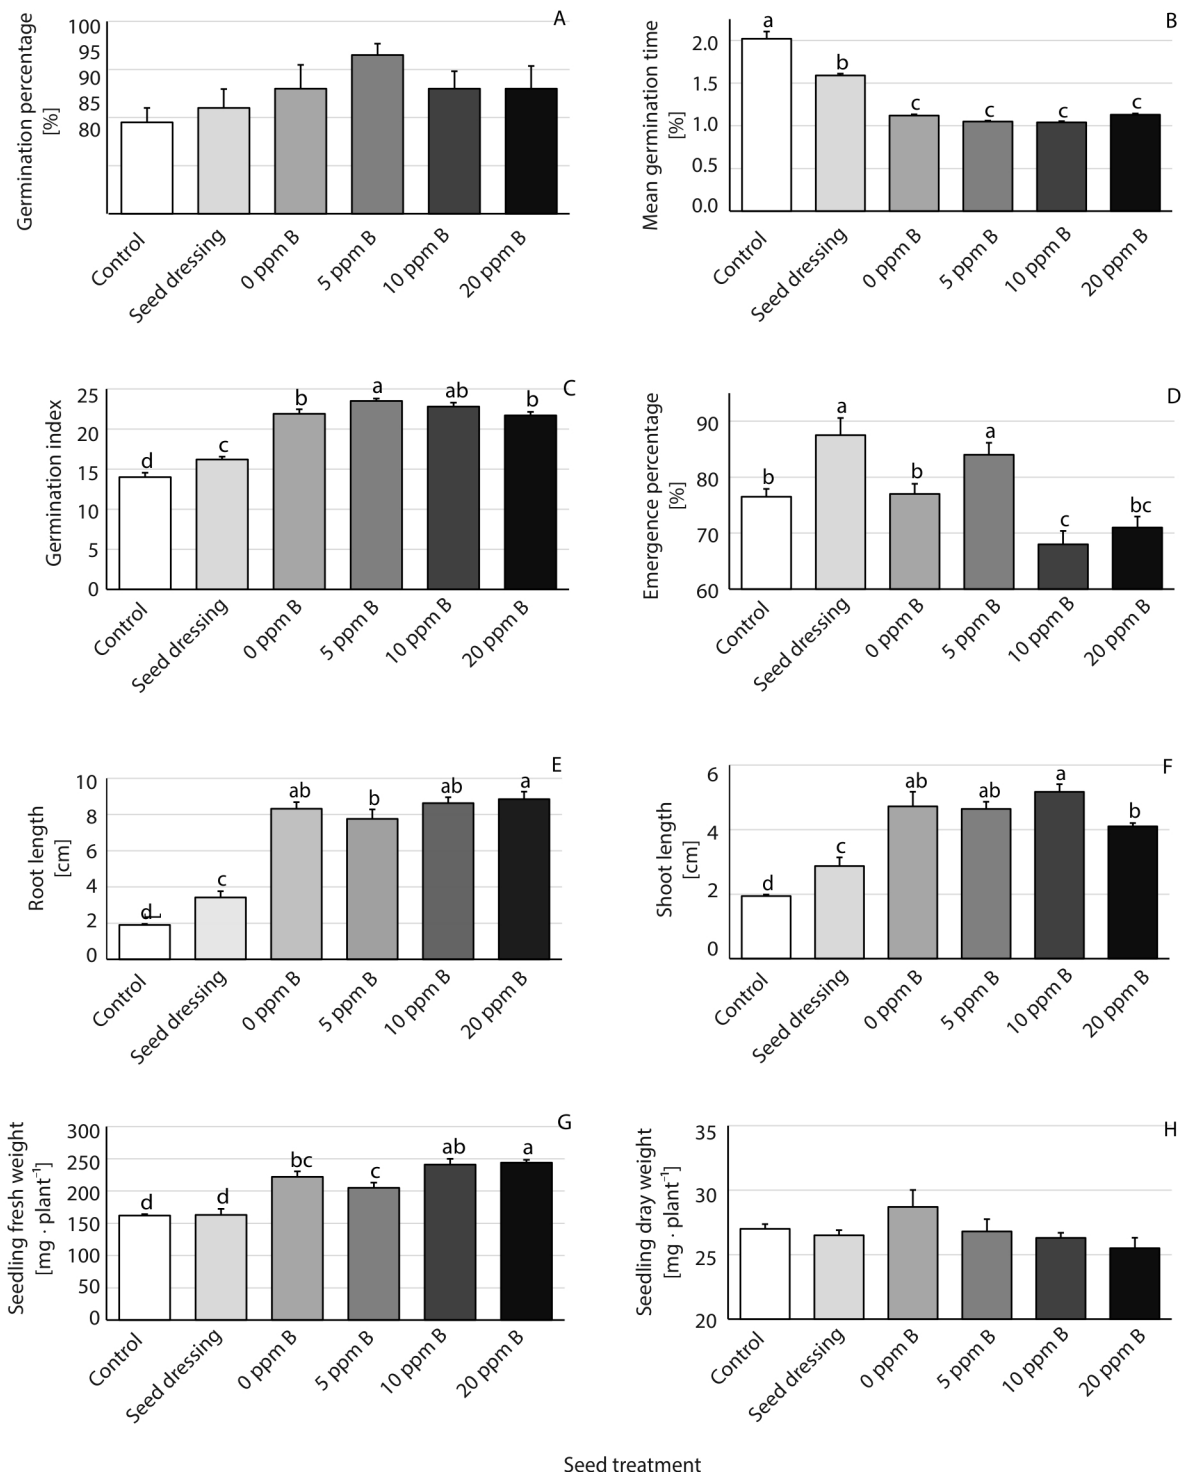 A
Germination percentage
[%]
100
95
90
85
80
Control
Seed dressing
0 ppm B
5 ppm B
10 ppm B
20 ppm B
B
Mean germination time
[%]
2.0
1.5
1.0
0.5
0.0
a
b
c
c
c
c
Control
Seed dressing
0 ppm B
5 ppm B
10 ppm B
20 ppm B
C
Germination index
25
20
15
10
5
0
d
c
b
a
ab
b
Control
Seed dressing
0 ppm B
5 ppm B
10 ppm B
20 ppm B
D
Emergence percentage
[%]
90
80
70
60
b
a
b
a
c
bc
Control
Seed dressing
0 ppm B
5 ppm B
10 ppm B
20 ppm B
E
Root length
[cm]
10
8
6
4
2
0
d
c
ab
b
ab
a
Control
Seed dressing
0 ppm B
5 ppm B
10 ppm B
20 ppm B
F
Shoot length
[cm]
6
4
2
0
d
c
ab
ab
a
b
Control
Seed dressing
0 ppm B
5 ppm B
10 ppm B
20 ppm B
G
Seedling fresh weight
[mg · plant⁻¹]
300
250
200
150
100
50
0
d
d
bc
c
ab
a
Control
Seed dressing
0 ppm B
5 ppm B
10 ppm B
20 ppm B
H
Seedling dray weight
[mg · plant⁻¹]
35
30
25
20
Control
Seed dressing
0 ppm B
5 ppm B
10 ppm B
20 ppm B
Seed treatment